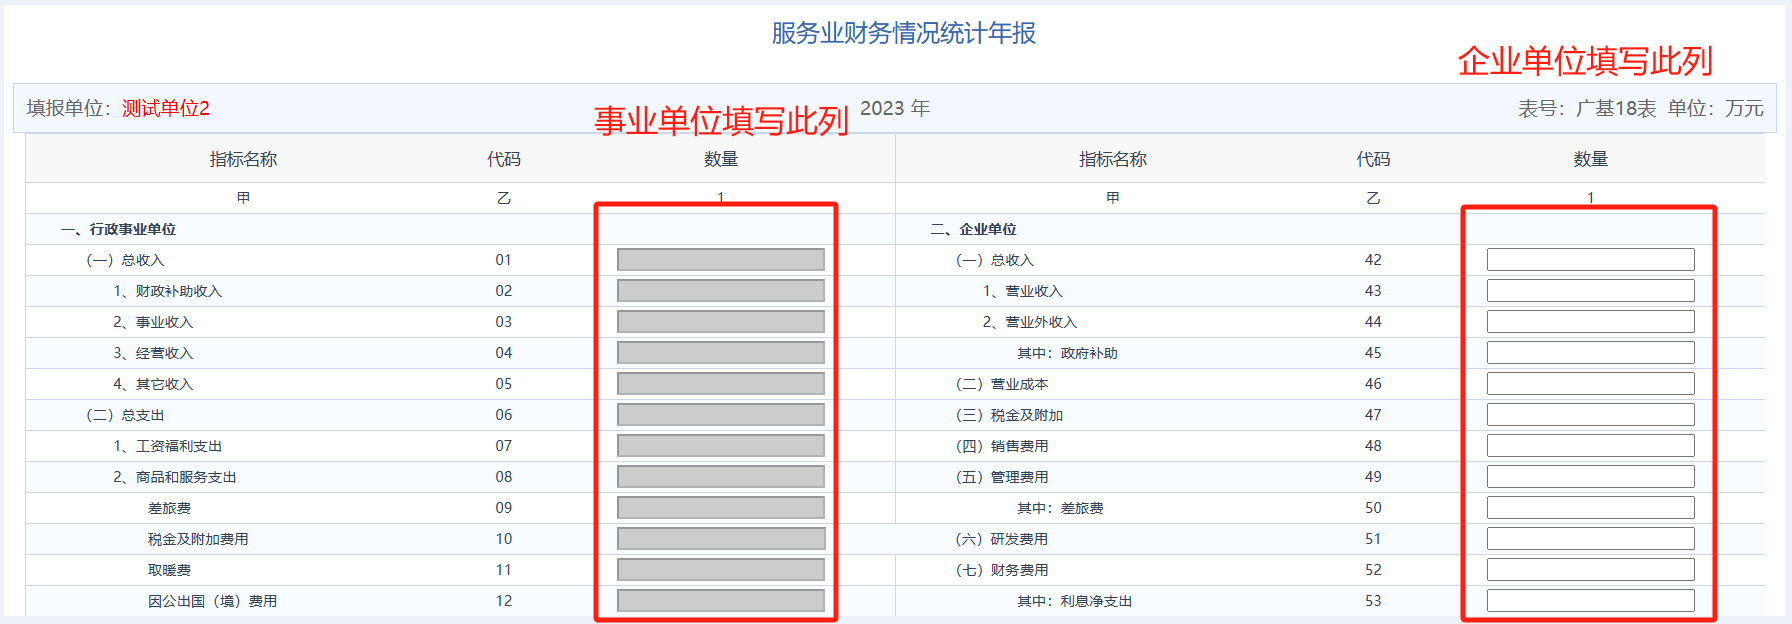 服务业财务情况统计年报
企业单位填写此列
填报单位：测试单位2 事业单位填写此列 2023 年 表号：广基18表 单位：万元
指标名称 代码 数量 指标名称 代码 数量
甲 乙 1 甲 乙 1
一、行政事业单位 二、企业单位
（一）总收入 01 （一）总收入 42
1、财政补助收入 02 1、营业收入 43
2、事业收入 03 2、营业外收入 44
3、经营收入 04 其中：政府补助 45
4、其它收入 05 （二）营业成本 46
（二）总支出 06 （三）税金及附加 47
1、工资福利支出 07 （四）销售费用 48
2、商品和服务支出 08 （五）管理费用 49
差旅费 09 其中：差旅费 50
税金及附加费用 10 （六）研发费用 51
取暖费 11 （七）财务费用 52
因公出国（境）费用 12 其中：利息净支出 53